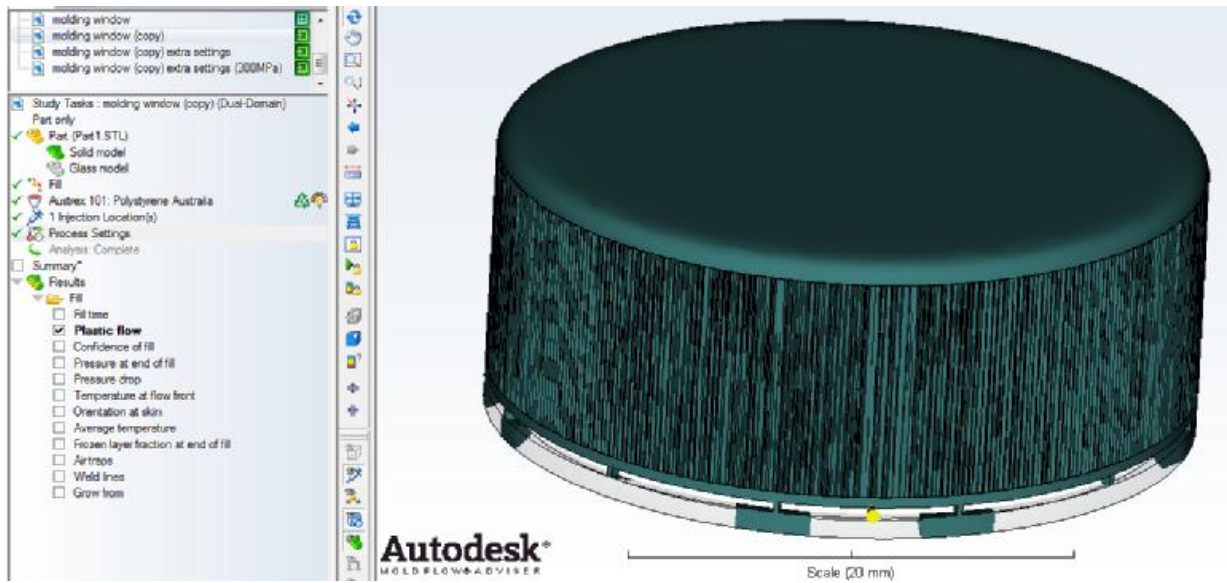 molding window
molding window (copy)
molding window (copy) extra settings
molding window (copy) extra settings (300MPa)
Study Tasks : molding window (copy) (Dual-Domain)
Part only
Part (Part1.STL)
Solid model
Glass model
Fill
Austrex 101: Polystyrene Australia
1 Injection Location(s)
Process Settings
Analysis: Complete
Summary*
Results
Fill
Fill time
Plastic flow
Confidence of fill
Pressure at end of fill
Pressure drop
Temperature at flow front
Orientation at skin
Average temperature
Frozen layer fraction at end of fill
Air traps
Weld lines
Grow from
Autodesk®
MOLDFLOW ADVISER
Scale (20 mm)